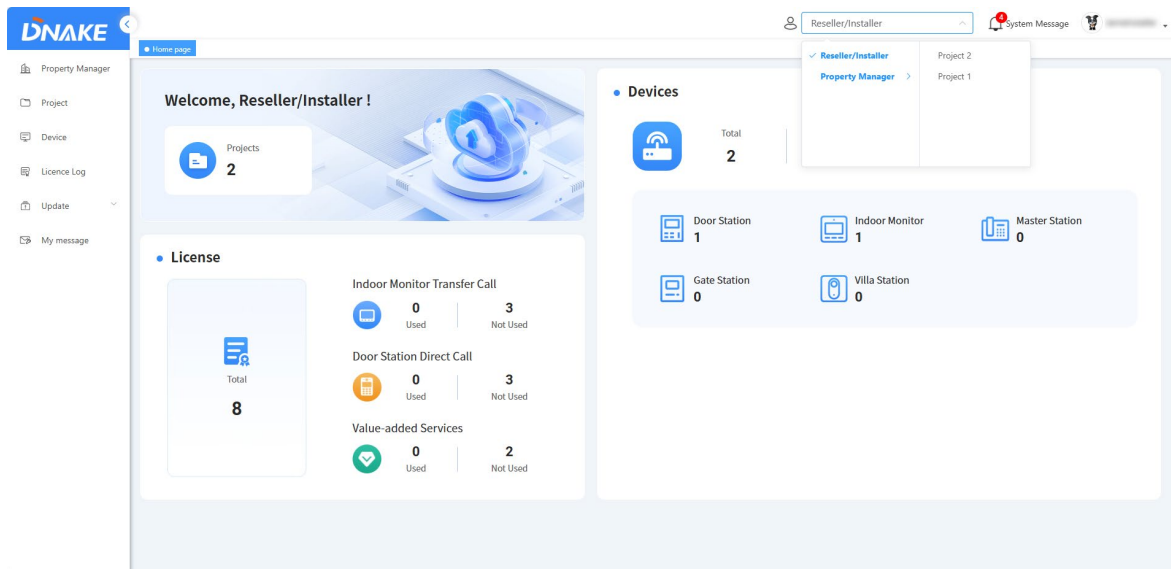 DNAKE
Reseller/Installer
4
System Message
Home page
Reseller/Installer
Property Manager
Project 2
Project 1
Property Manager
Project
Device
Licence Log
Update
My message
Welcome, Reseller/Installer !
Projects
2
License
Total
8
Indoor Monitor Transfer Call
0
Used
3
Not Used
Door Station Direct Call
0
Used
3
Not Used
Value-added Services
0
Used
2
Not Used
Devices
Total
2
Door Station
1
Indoor Monitor
1
Master Station
0
Gate Station
0
Villa Station
0